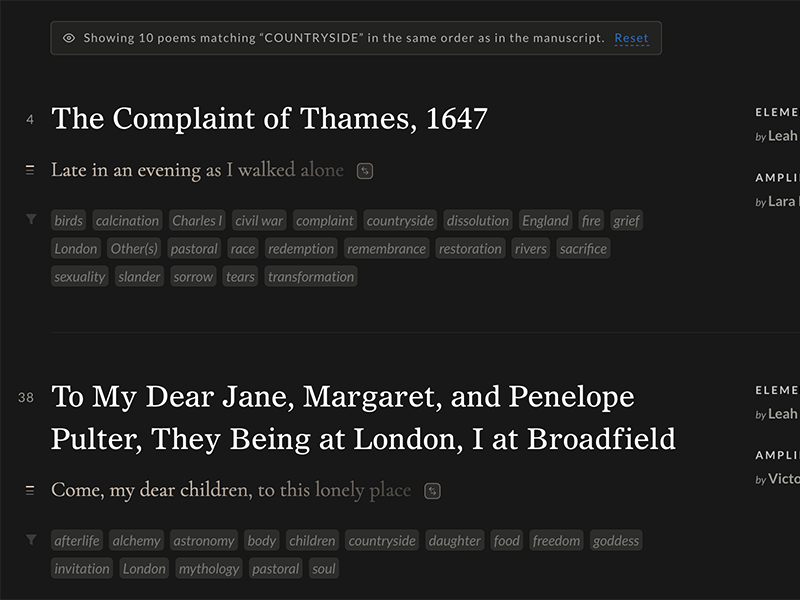 Showing 10 poems matching “COUNTRYSIDE” in the same order as in the manuscript. Reset
4
The Complaint of Thames, 1647
Late in an evening as I walked alone
birds calcination Charles I civil war complaint countryside dissolution England fire grief
London Other(s) pastoral race redemption remembrance restoration rivers sacrifice
sexuality slander sorrow tears transformation
ELEME
by Leah
AMPLI
by Lara
38
To My Dear Jane, Margaret, and Penelope
Pulter, They Being at London, I at Broadfield
Come, my dear children, to this lonely place
afterlife alchemy astronomy body children countryside daughter food freedom goddess
invitation London mythology pastoral soul
ELEME
by Leah
AMPLI
by Victo